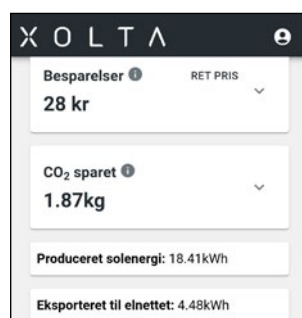 XOLTA
Besparelser RET PRIS
28 kr
CO₂ sparet
1.87kg
Produceret solenergi: 18.41kWh
Eksporteret til elnettet: 4.48kWh